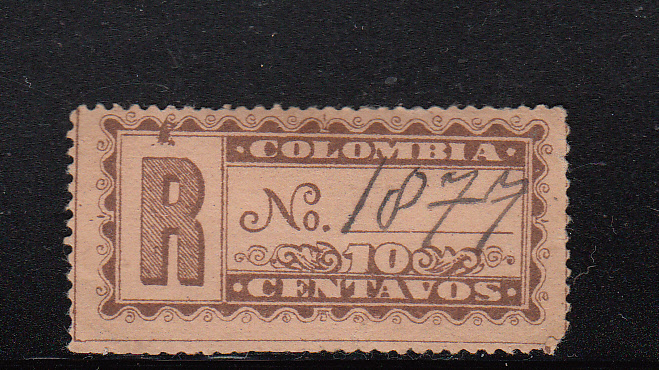 R
· COLOMBIA ·
No. 1877
10
· CENTAVOS ·